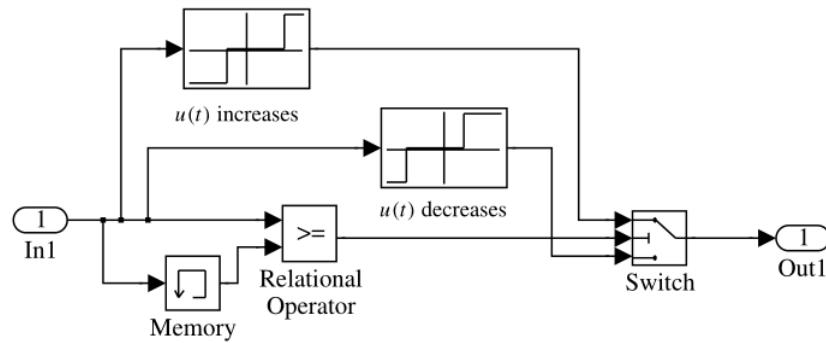 u(t) increases
u(t) decreases
1
In1
>=
Relational
Operator
Memory
Switch
1
Out1